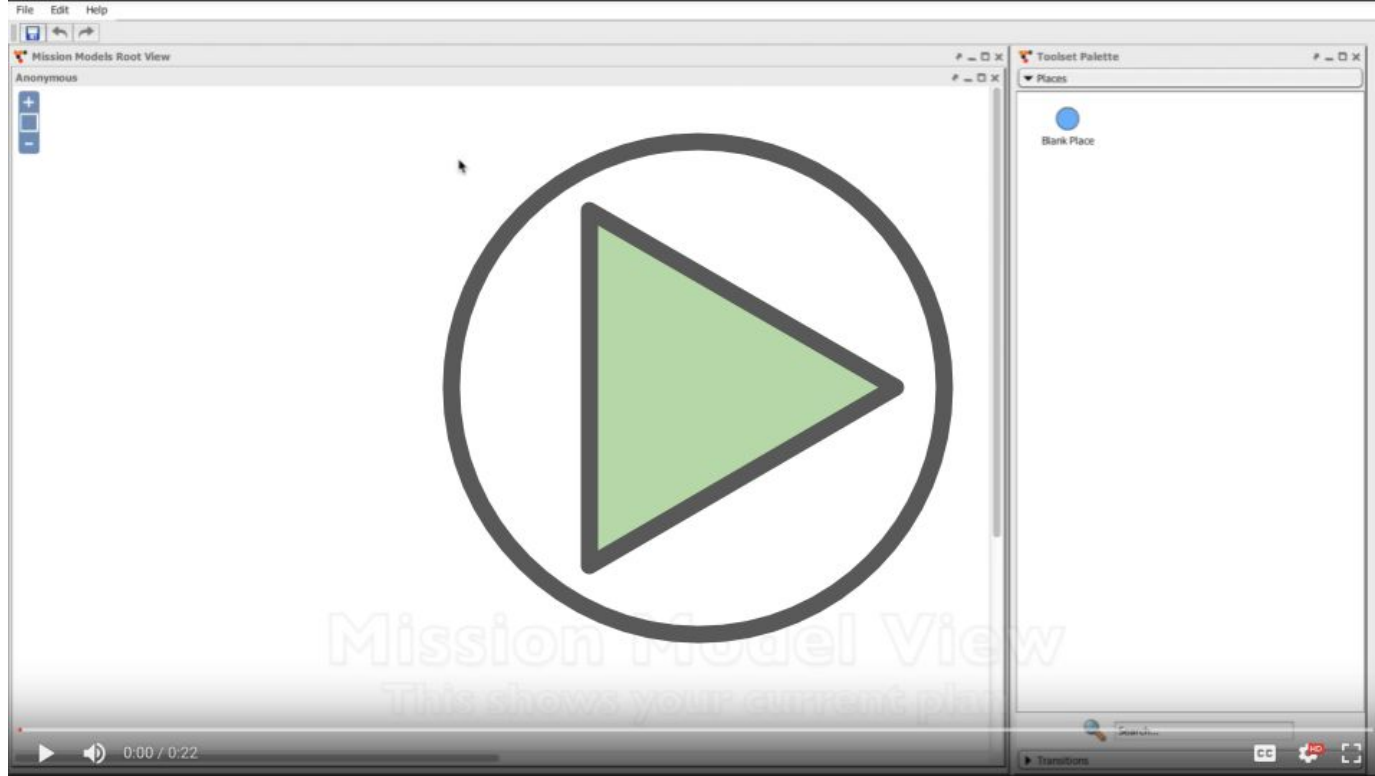 File Edit Help
Mission Models Root View
Anonymous
Toolset Palette
Places
Blank Place
Mission Model View
This shows your current pla
Search...
0:00 / 0:22
CC
HD
Transitions